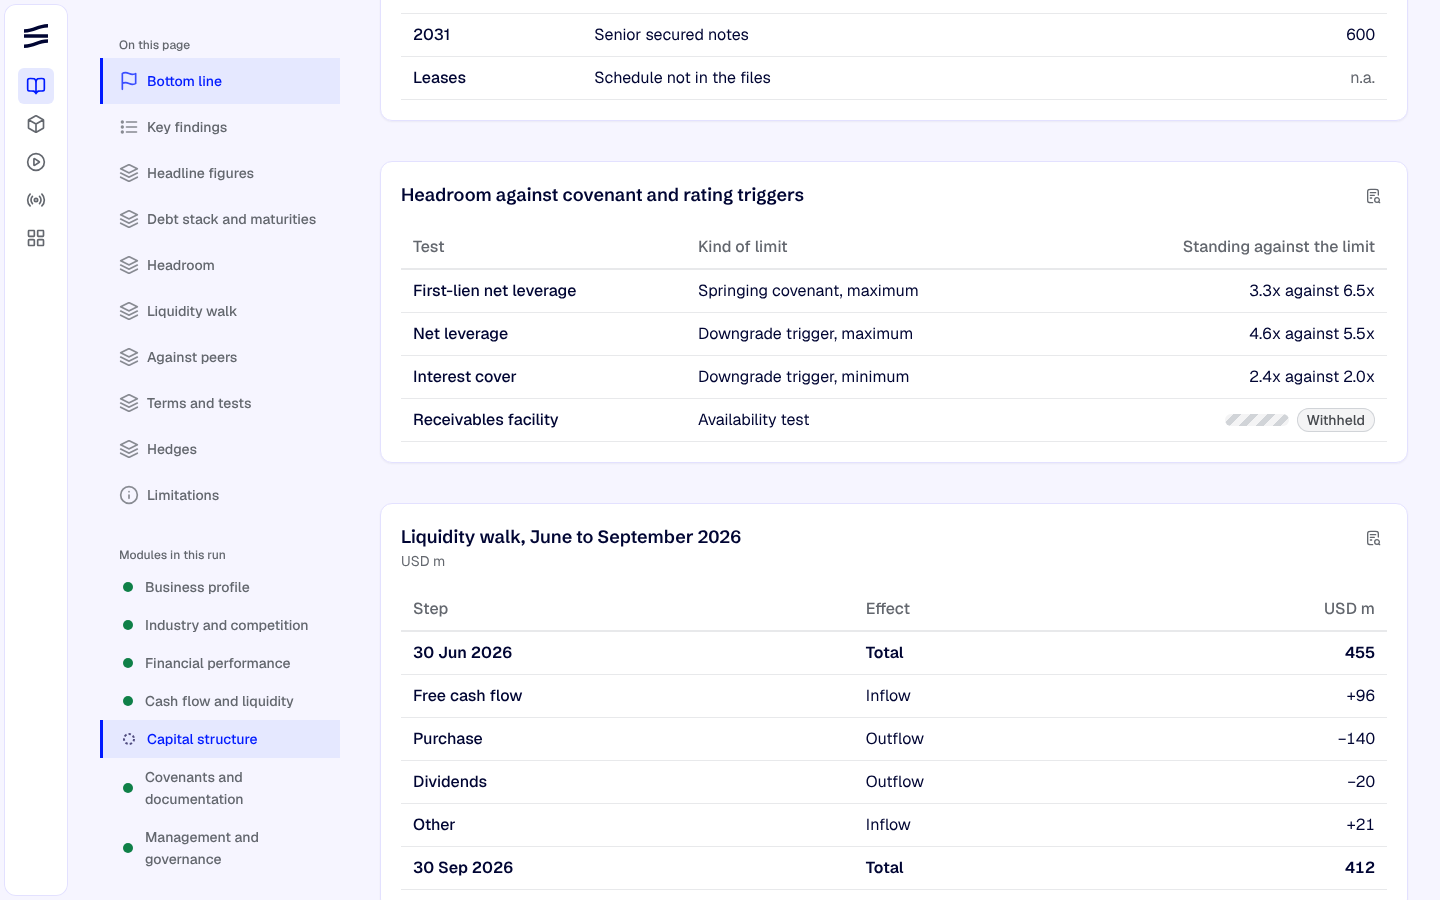 On this page
Bottom line
Key findings
Headline figures
Debt stack and maturities
Headroom
Liquidity walk
Against peers
Terms and tests
Hedges
Limitations
Modules in this run
Business profile
Industry and competition
Financial performance
Cash flow and liquidity
Capital structure
Covenants and
documentation
Management and
governance
2031 Senior secured notes 600
Leases Schedule not in the files n.a.
Headroom against covenant and rating triggers
Test Kind of limit Standing against the limit
First-lien net leverage Springing covenant, maximum 3.3x against 6.5x
Net leverage Downgrade trigger, maximum 4.6x against 5.5x
Interest cover Downgrade trigger, minimum 2.4x against 2.0x
Receivables facility Availability test Withheld
Liquidity walk, June to September 2026
USD m
Step Effect USD m
30 Jun 2026 Total 455
Free cash flow Inflow +96
Purchase Outflow −140
Dividends Outflow −20
Other Inflow +21
30 Sep 2026 Total 412